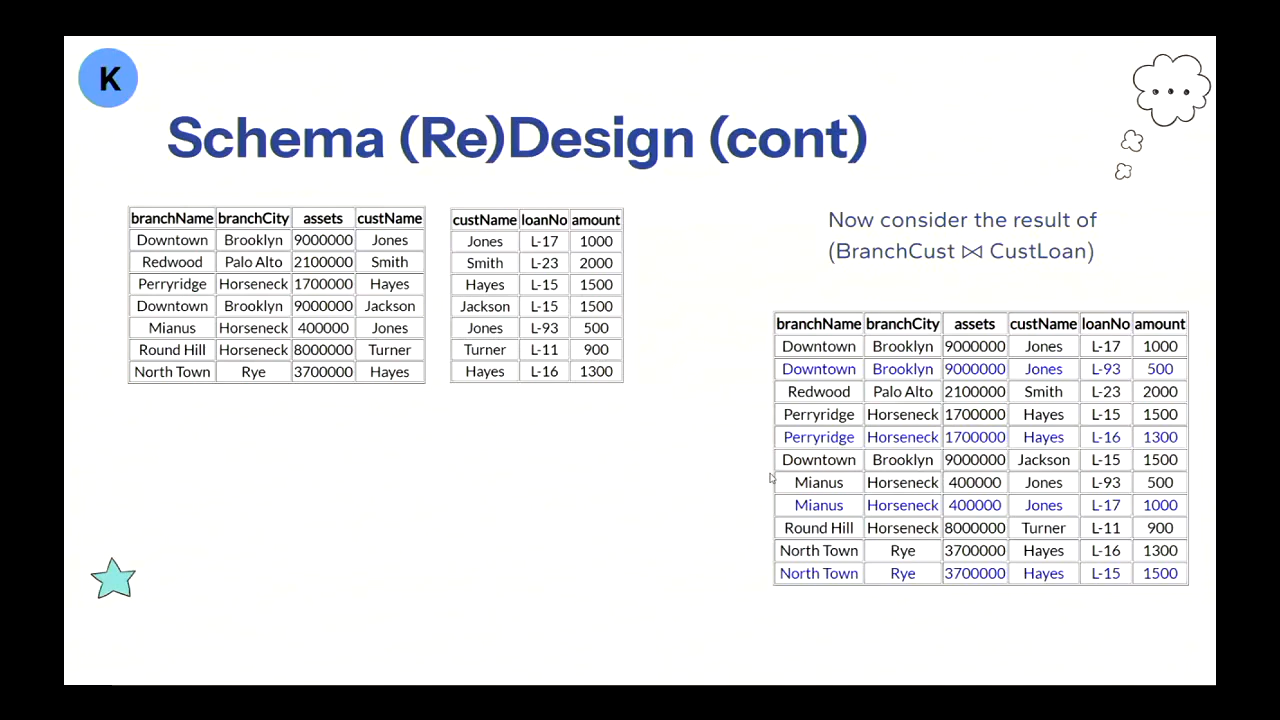 K
Schema (Re)Design (cont)
branchName branchCity assets custName
Downtown Brooklyn 9000000 Jones
Redwood Palo Alto 2100000 Smith
Perryridge Horseneck 1700000 Hayes
Downtown Brooklyn 9000000 Jackson
Mianus Horseneck 400000 Jones
Round Hill Horseneck 8000000 Turner
North Town Rye 3700000 Hayes
custName loanNo amount
Jones L-17 1000
Smith L-23 2000
Hayes L-15 1500
Jackson L-15 1500
Jones L-93 500
Turner L-11 900
Hayes L-16 1300
Now consider the result of
(BranchCust ⋈ CustLoan)
branchName branchCity assets custName loanNo amount
Downtown Brooklyn 9000000 Jones L-17 1000
Downtown Brooklyn 9000000 Jones L-93 500
Redwood Palo Alto 2100000 Smith L-23 2000
Perryridge Horseneck 1700000 Hayes L-15 1500
Perryridge Horseneck 1700000 Hayes L-16 1300
Downtown Brooklyn 9000000 Jackson L-15 1500
Mianus Horseneck 400000 Jones L-93 500
Mianus Horseneck 400000 Jones L-17 1000
Round Hill Horseneck 8000000 Turner L-11 900
North Town Rye 3700000 Hayes L-16 1300
North Town Rye 3700000 Hayes L-15 1500